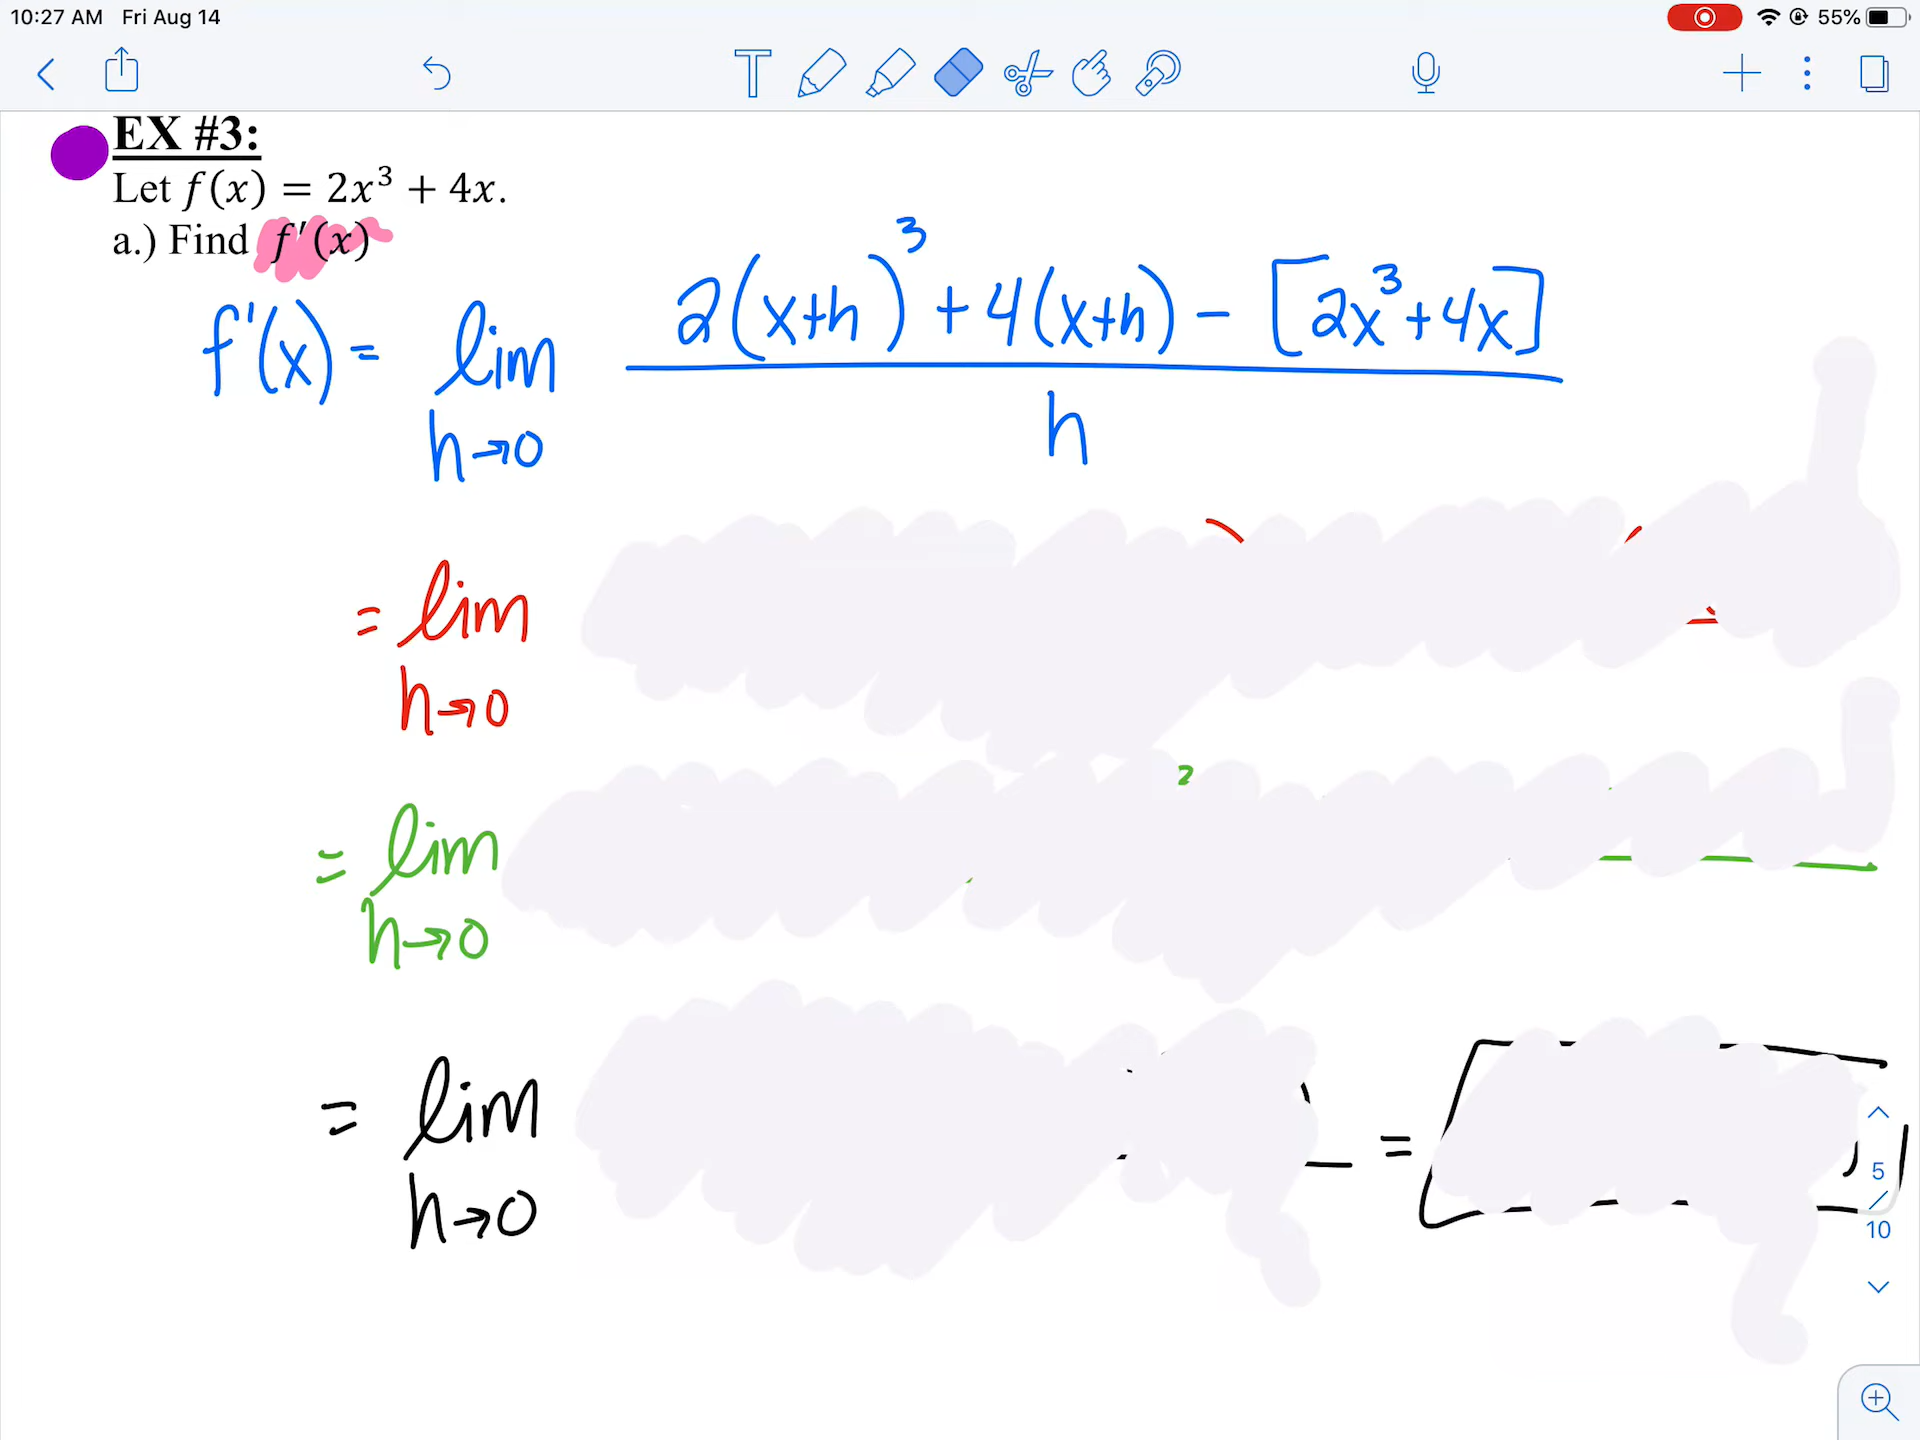 10:27 AM Fri Aug 14 55%
T
EX #3:
Let f(x) = 2x³ + 4x.
a.) Find f′(x)
f'(x) = lim h→0 (2(x+h)³ + 4(x+h) − [2x³+4x]) / h
= lim h→0
2
= lim h→0
= lim h→0 =
5 / 10